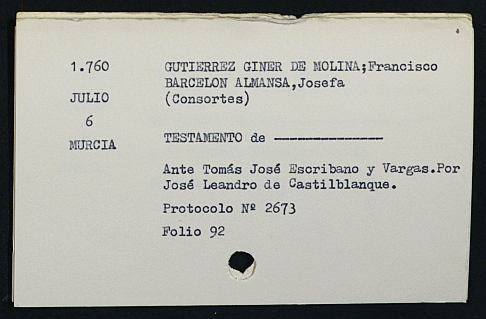 1.760
JULIO
6
MURCIA
GUTIERREZ GINER DE MOLINA;Francisco
BARCELON ALMANSA,Josefa
(Consortes)
TESTAMENTO de --------------
Ante Tomás José Escribano y Vargas.Por
José Leandro de Castilblanque.
Protocolo Nº 2673
Folio 92